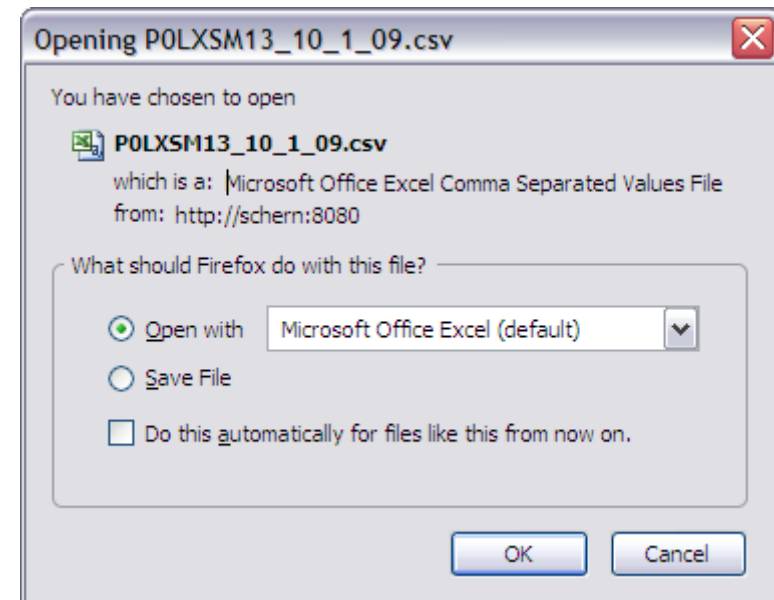 Opening P0LXSM13_10_1_09.csv
You have chosen to open
P0LXSM13_10_1_09.csv
which is a: Microsoft Office Excel Comma Separated Values File
from: http://schern:8080
What should Firefox do with this file?
Open with Microsoft Office Excel (default)
Save File
Do this automatically for files like this from now on.
OK Cancel